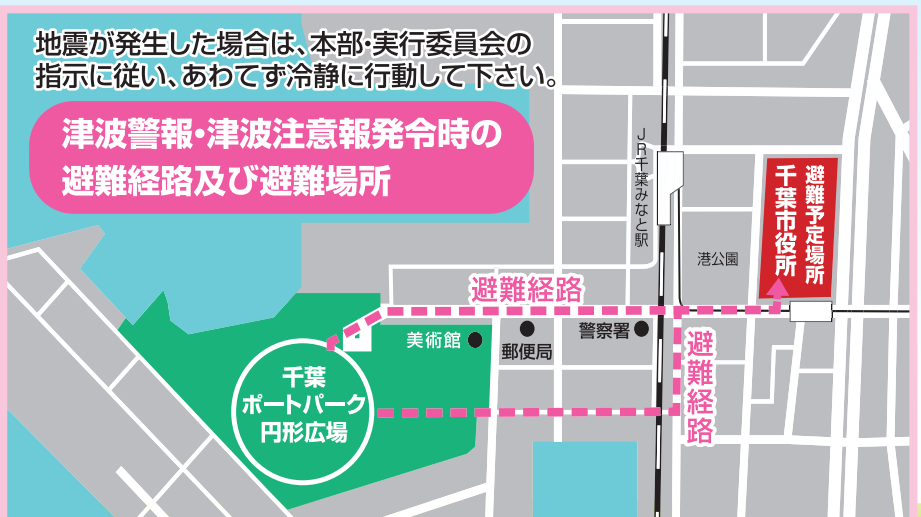 地震が発生した場合は、本部・実行委員会の
指示に従い、あわてず冷静に行動して下さい。
津波警報・津波注意報発令時の
避難経路及び避難場所
JR千葉みなと駅
避難予定場所
千葉市役所
港公園
避難経路
美術館
郵便局
警察署
避難経路
千葉
ポートパーク
円形広場